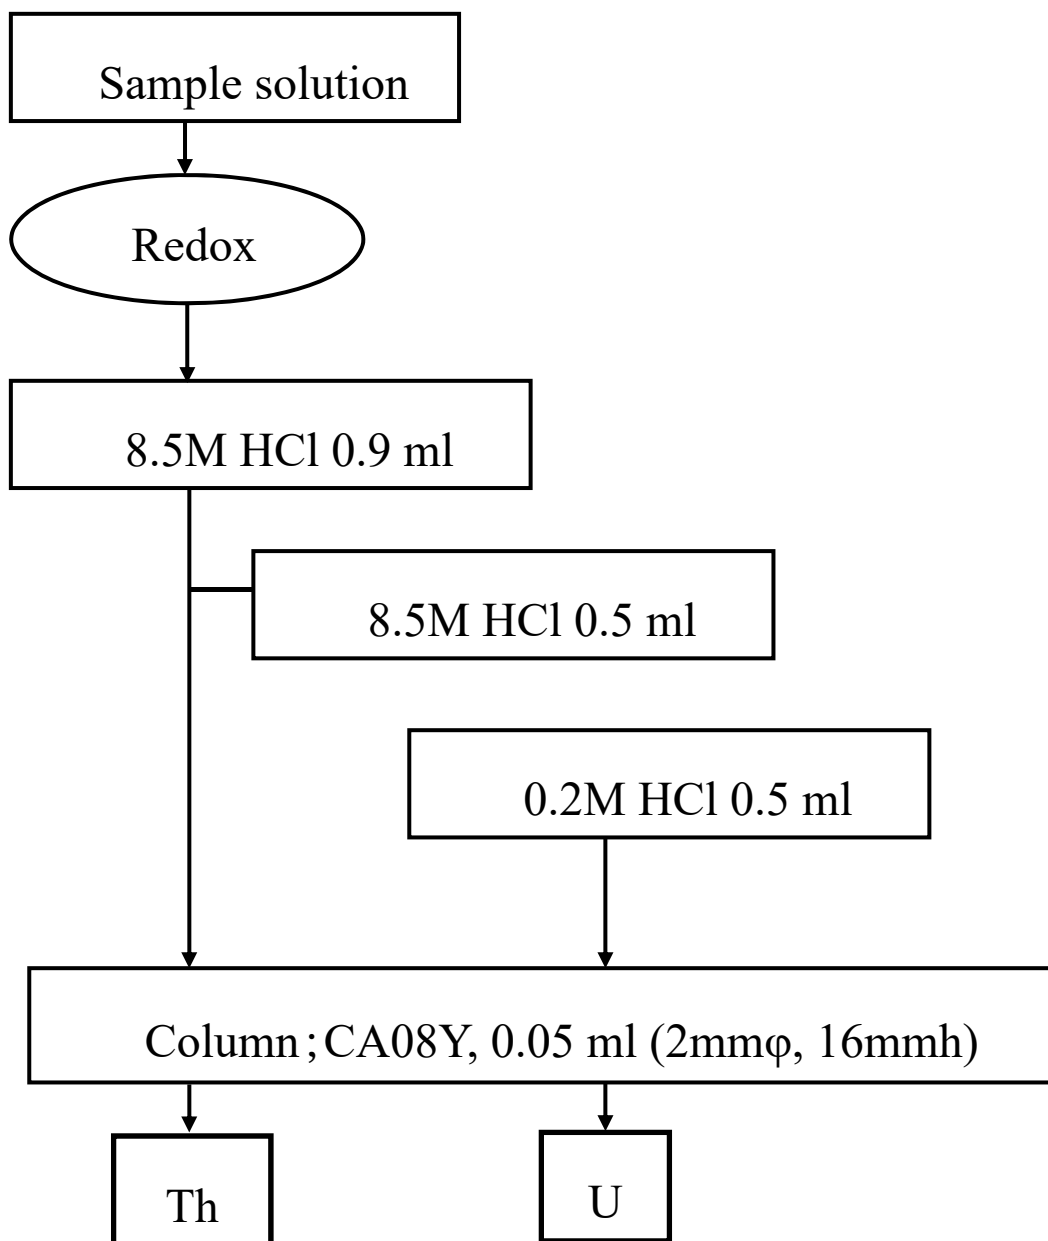 Sample solution
Redox
8.5M HCl 0.9 ml
8.5M HCl 0.5 ml
0.2M HCl 0.5 ml
Column;CA08Y, 0.05 ml (2mmφ, 16mmh)
Th
U